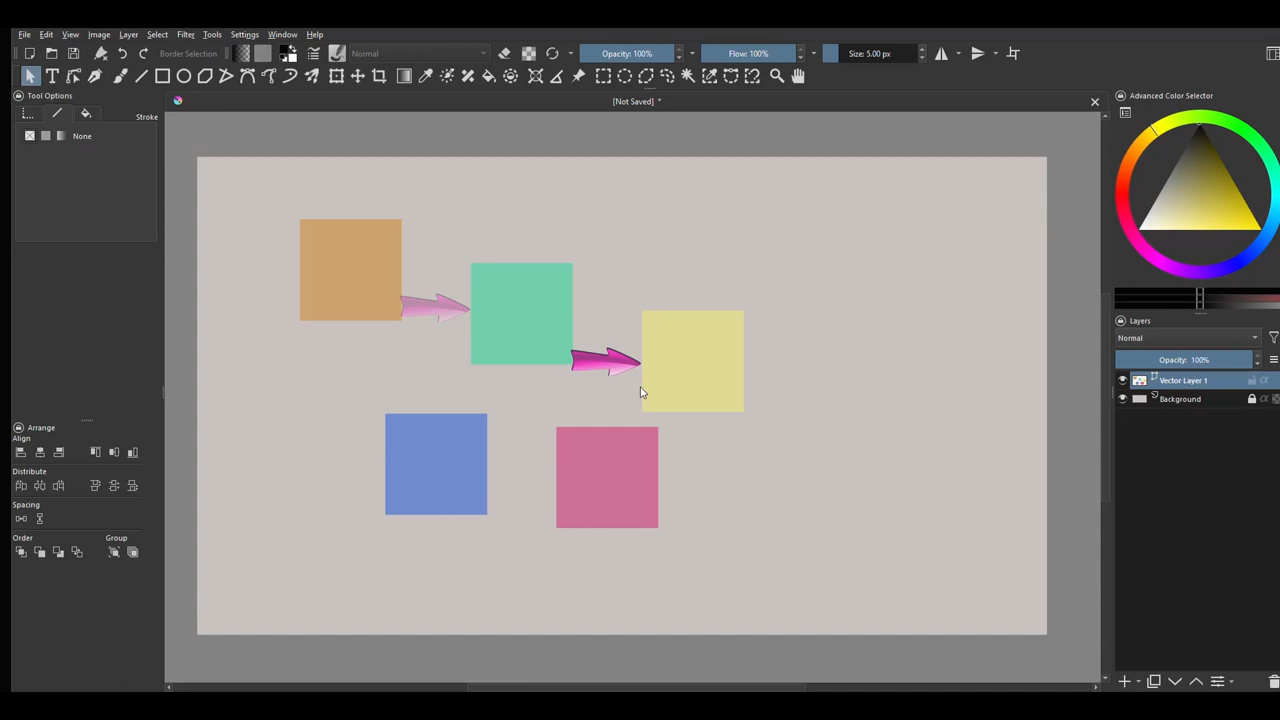 File Edit View Image Layer Select Filter Tools Settings Window Help
Border Selection Normal Opacity: 100% Flow: 100% Size: 5.00 px
Tool Options
[Not Saved] *
Advanced Color Selector
Stroke
None
Layers
Normal
Opacity: 100%
Vector Layer 1
Background
Arrange
Align
Distribute
Spacing
Order Group